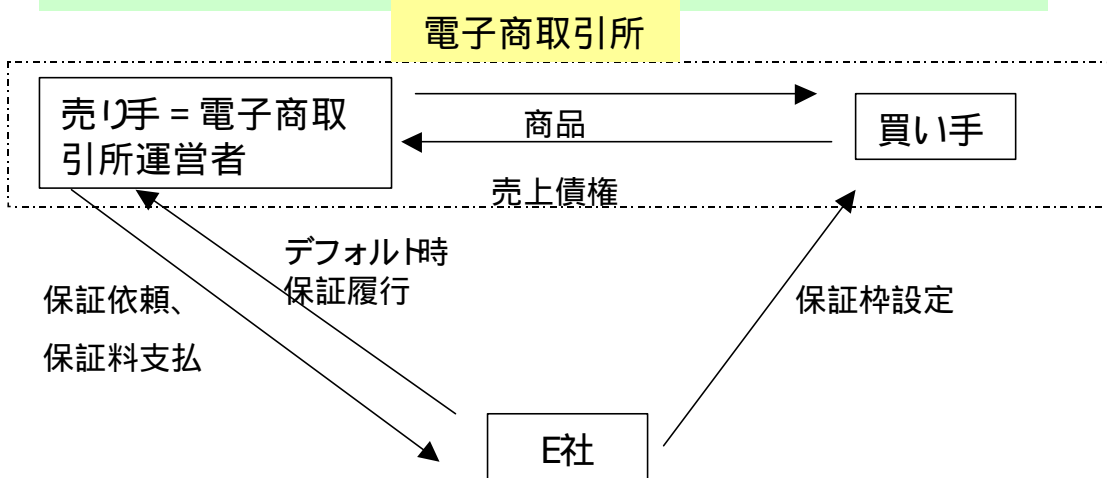 電子商取引所
売り手=電子商取
引所運営者
商品
買い手
売上債権
デフォルト時
保証履行
保証依頼、
保証料支払
保証枠設定
E社